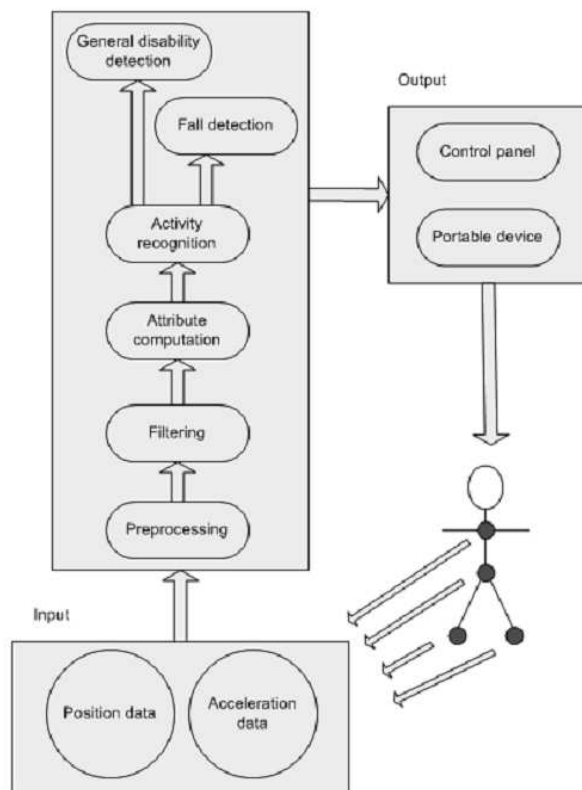 General disability
detection
Fall detection
Activity
recognition
Attribute
computation
Filtering
Preprocessing
Output
Control panel
Portable device
Input
Position data
Acceleration
data